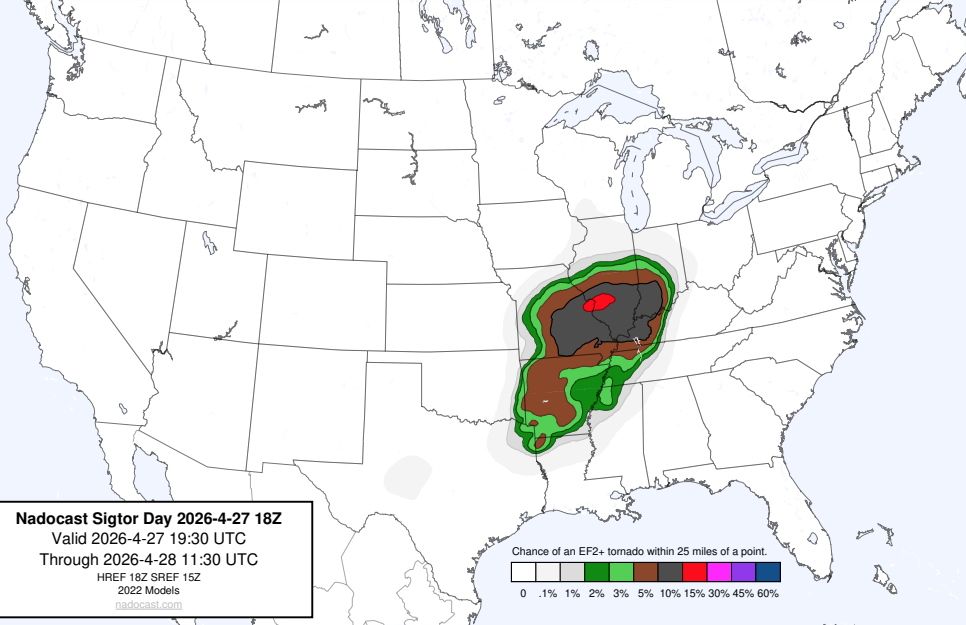 Nadocast Sigtor Day 2026-4-27 18Z
Valid 2026-4-27 19:30 UTC
Through 2026-4-28 11:30 UTC
HREF 18Z SREF 15Z
2022 Models
nadocast.com
Chance of an EF2+ tornado within 25 miles of a point.
0 .1% 1% 2% 3% 5% 10% 15% 30% 45% 60%